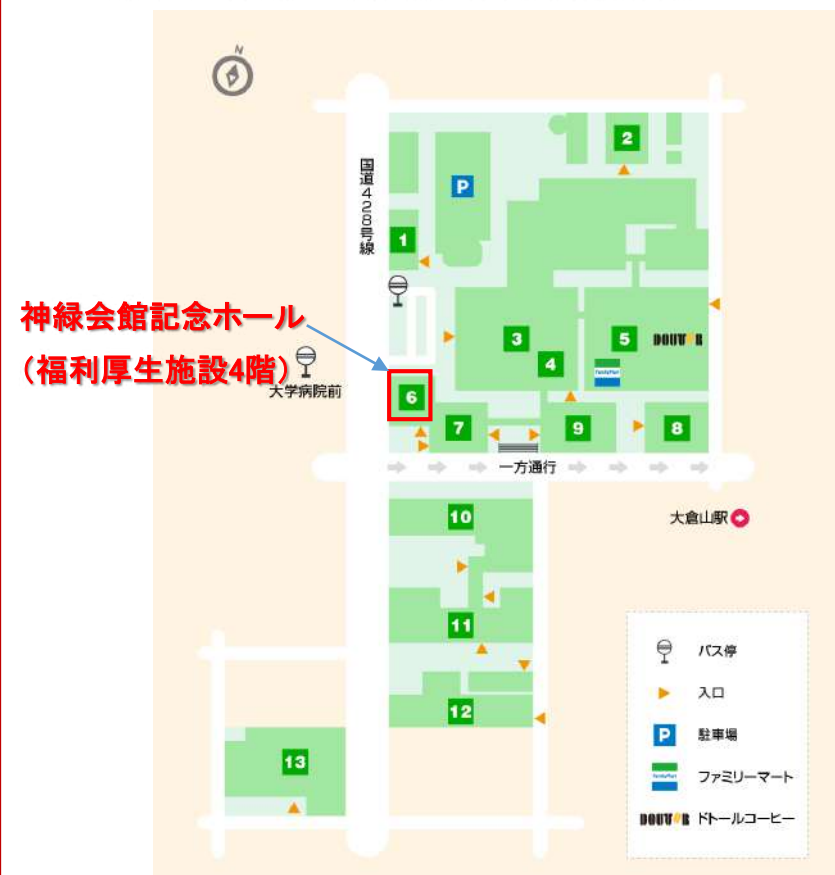 N
2
国道428号線
P
1
神緑会館記念ホール
（福利厚生施設4階）
大学病院前
3
4
5
DOUTOR
FamilyMart
6
7
9
8
一方通行
10
大倉山駅
11
12
13
バス停
入口
P
駐車場
FamilyMart
ファミリーマート
DOUTOR
ドトールコーヒー